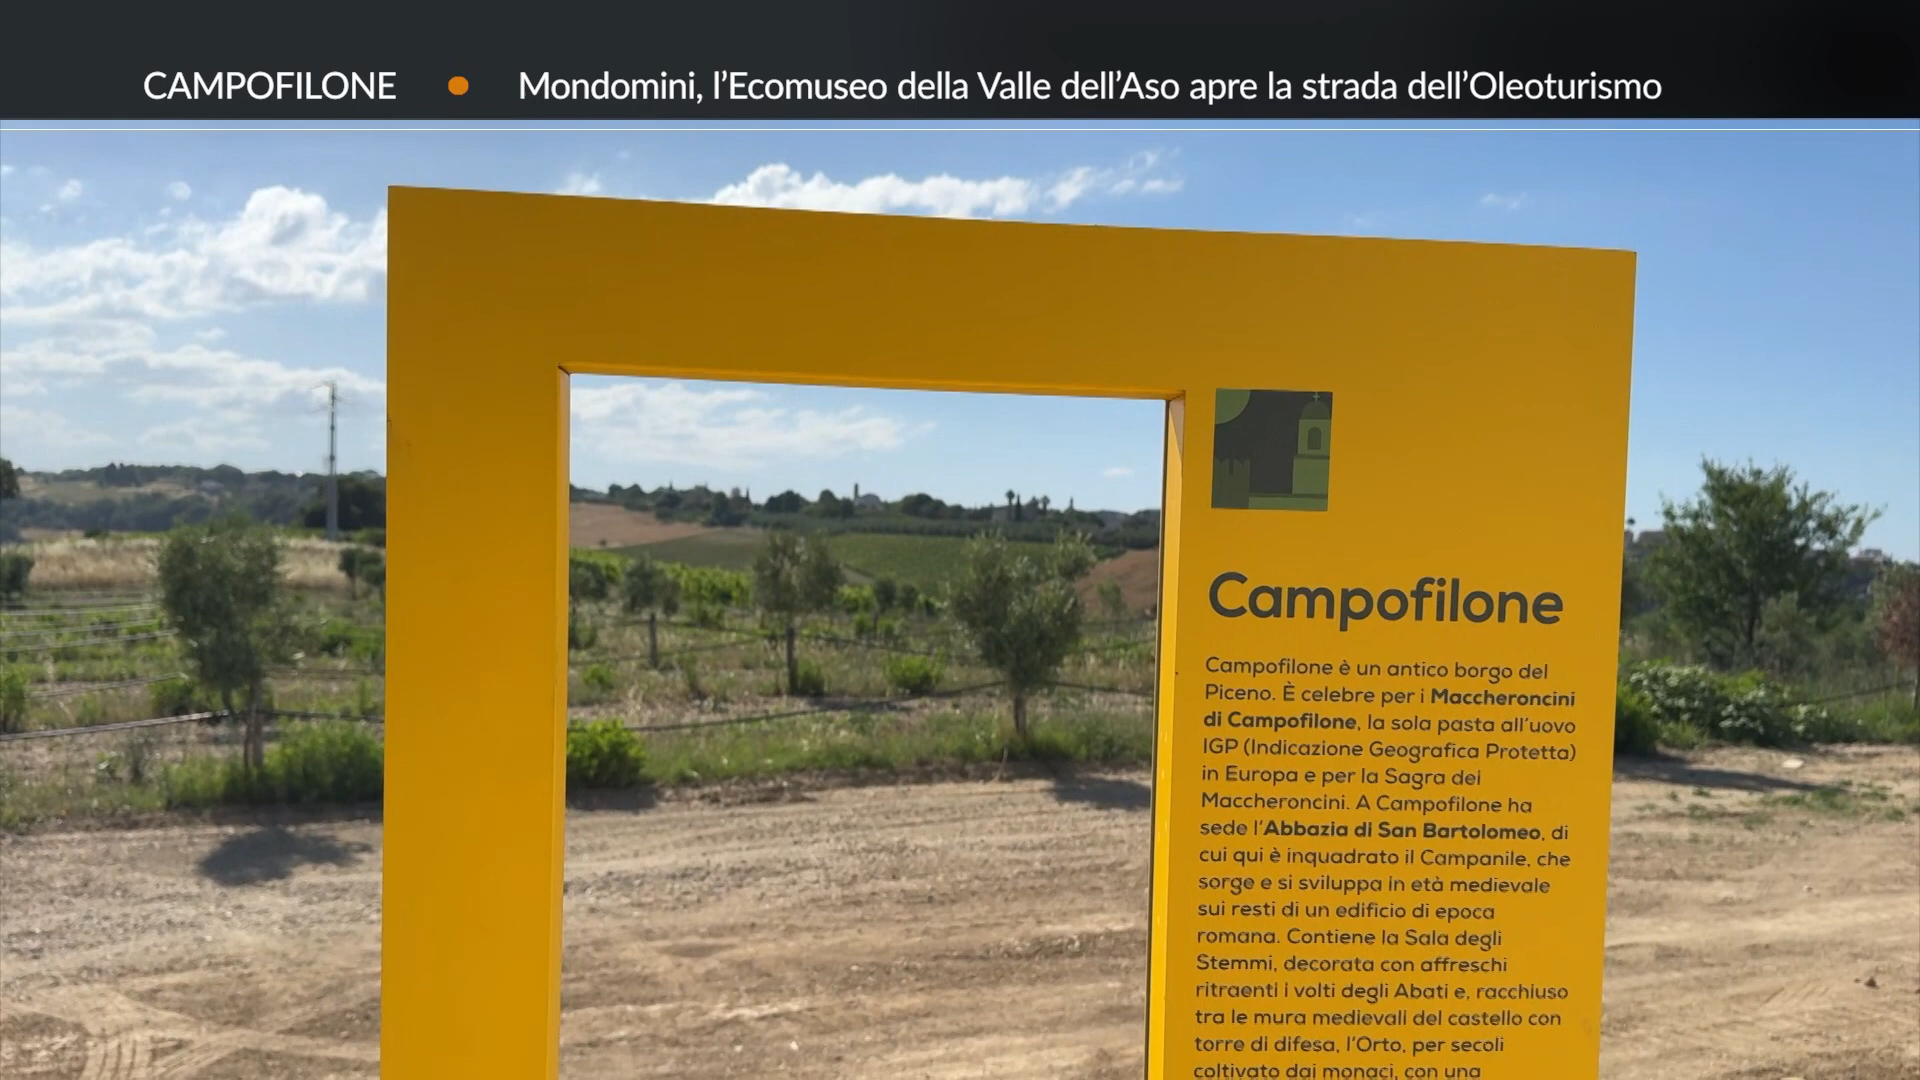 CAMPOFILONE • Mondomini, l'Ecomuseo della Valle dell'Aso apre la strada dell'Oleoturismo
Campofilone
Campofilone è un antico borgo del
Piceno. È celebre per i Maccheroncini
di Campofilone, la sola pasta all'uovo
IGP (Indicazione Geografica Protetta)
in Europa e per la Sagra dei
Maccheroncini. A Campofilone ha
sede l'Abbazia di San Bartolomeo, di
cui qui è inquadrato il Campanile, che
sorge e si sviluppa in età medievale
sui resti di un edificio di epoca
romana. Contiene la Sala degli
Stemmi, decorata con affreschi
ritraenti i volti degli Abati e, racchiuso
tra le mura medievali del castello con
torre di difesa, l'Orto, per secoli
coltivato dai monaci, con una